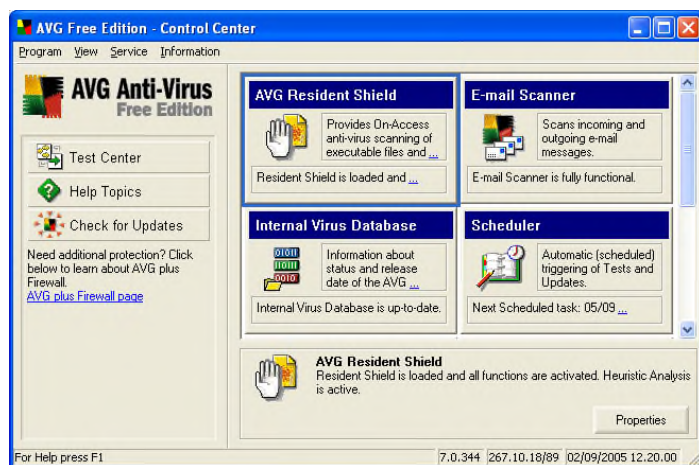 AVG Free Edition - Control Center
Program View Service Information
AVG Anti-Virus
Free Edition
Test Center
Help Topics
Check for Updates
Need additional protection? Click
below to learn about AVG plus
Firewall.
AVG plus Firewall page
AVG Resident Shield
Provides On-Access
anti-virus scanning of
executable files and ...
Resident Shield is loaded and ...
E-mail Scanner
Scans incoming and
outgoing e-mail
messages.
E-mail Scanner is fully functional.
Internal Virus Database
01011
11011
0010
Information about
status and release
date of the AVG ...
Internal Virus Database is up-to-date.
Scheduler
Automatic (scheduled)
triggering of Tests and
Updates.
Next Scheduled task: 05/09 ...
AVG Resident Shield
Resident Shield is loaded and all functions are activated. Heuristic Analysis
is active.
Properties
For Help press F1
7.0.344 267.10.18/89 02/09/2005 12.20.00